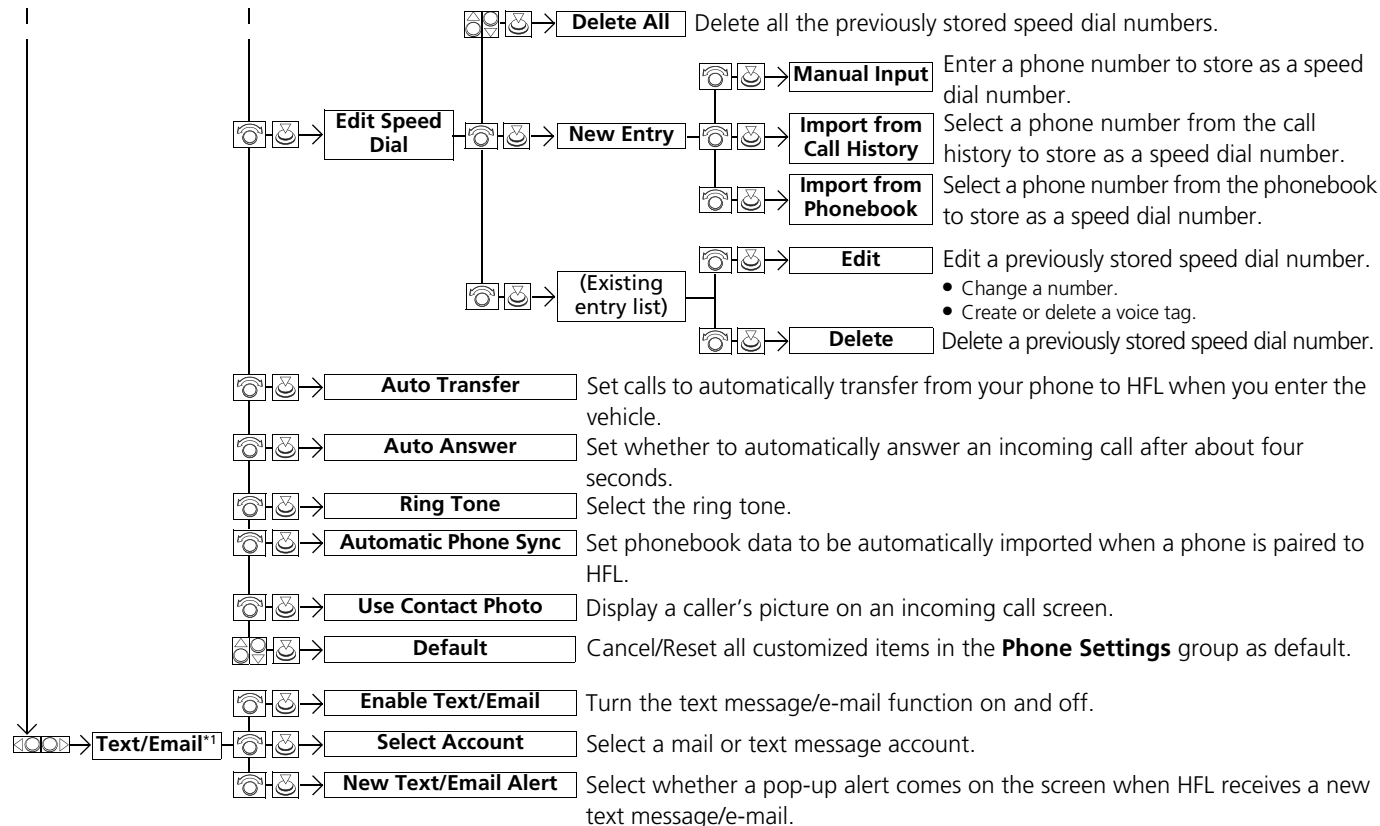 Delete All
Delete all the previously stored speed dial numbers.
Manual Input
Enter a phone number to store as a speed
dial number.
Edit Speed
Dial
New Entry
Import from
Call History
Select a phone number from the call
history to store as a speed dial number.
Import from
Phonebook
Select a phone number from the phonebook
to store as a speed dial number.
(Existing
entry list)
Edit
Edit a previously stored speed dial number.
• Change a number.
• Create or delete a voice tag.
Delete
Delete a previously stored speed dial number.
Auto Transfer
Set calls to automatically transfer from your phone to HFL when you enter the
vehicle.
Auto Answer
Set whether to automatically answer an incoming call after about four
seconds.
Ring Tone
Select the ring tone.
Automatic Phone Sync
Set phonebook data to be automatically imported when a phone is paired to
HFL.
Use Contact Photo
Display a caller’s picture on an incoming call screen.
Default
Cancel/Reset all customized items in the Phone Settings group as default.
Text/Email*1
Enable Text/Email
Turn the text message/e-mail function on and off.
Select Account
Select a mail or text message account.
New Text/Email Alert
Select whether a pop-up alert comes on the screen when HFL receives a new
text message/e-mail.